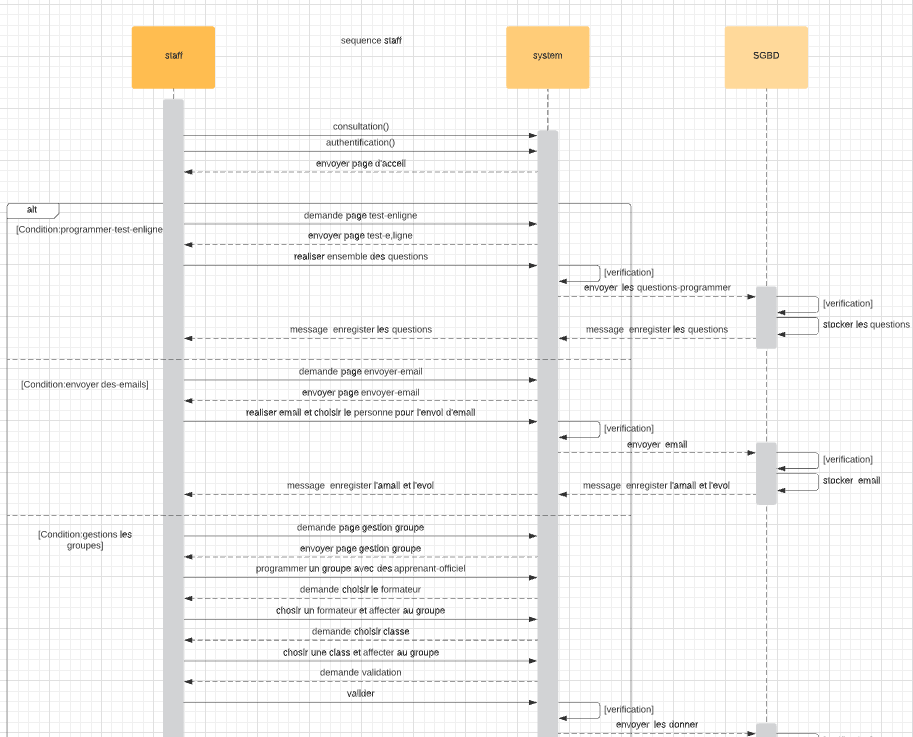 sequence staff
staff
system
SGBD
consultation()
authentification()
envoyer page d'acceil
alt
[Condition:programmer-test-enligne
demande page test-enligne
envoyer page test-e,ligne
realiser ensemble des questions
[verification]
envoyer les questions-programmer
[verification]
stocker les questions
message enregister les questions
message enregister les questions
[Condition:envoyer des-emails]
demande page envoyer-email
envoyer page envoyer-email
realiser email et choisir le personne pour l'envoi d'email
[verification]
envoyer email
[verification]
stocker email
message enregister l'amail et l'evol
message enregister l'amail et l'evol
[Condition:gestions les
groupes]
demande page gestion groupe
envoyer page gestion groupe
programmer un groupe avec des apprenant-officiel
demande choisir le formateur
chosir un formateur et affecter au groupe
demande choisir classe
chosir une class et affecter au groupe
demande validation
valider
[verification]
envoyer les donner